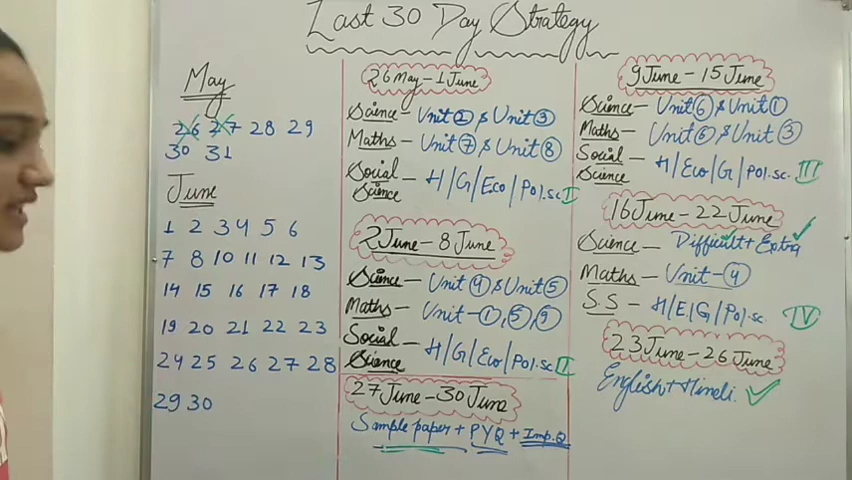 Last 30 Day Strategy
May
26 27 28 29
30 31
June
1 2 3 4 5 6
7 8 10 11 12 13
14 15 16 17 18
19 20 21 22 23
24 25 26 27 28
29 30
26 May - 1 June
Science - Unit 2 & Unit 3
Maths - Unit 7 & Unit 8
Social Science - H/G/Eco/Pol.sc I
2 June - 8 June
Science - Unit 4 & Unit 5
Maths - Unit - 1, 5, 9
Social Science - H/G/Eco/Pol.sc II
27 June - 30 June
Sample paper + PYQ + Imp.Q
9 June - 15 June
Science - Unit 6 & Unit 1
Maths - Unit 6 & Unit 3
Social Science - H/Eco/G/Pol.sc. III
16 June - 22 June
Science - Difficult + Extra
Maths - Unit - 4
S.S - H/E/G/Pol.sc. IV
23 June - 26 June
English + Hindi.